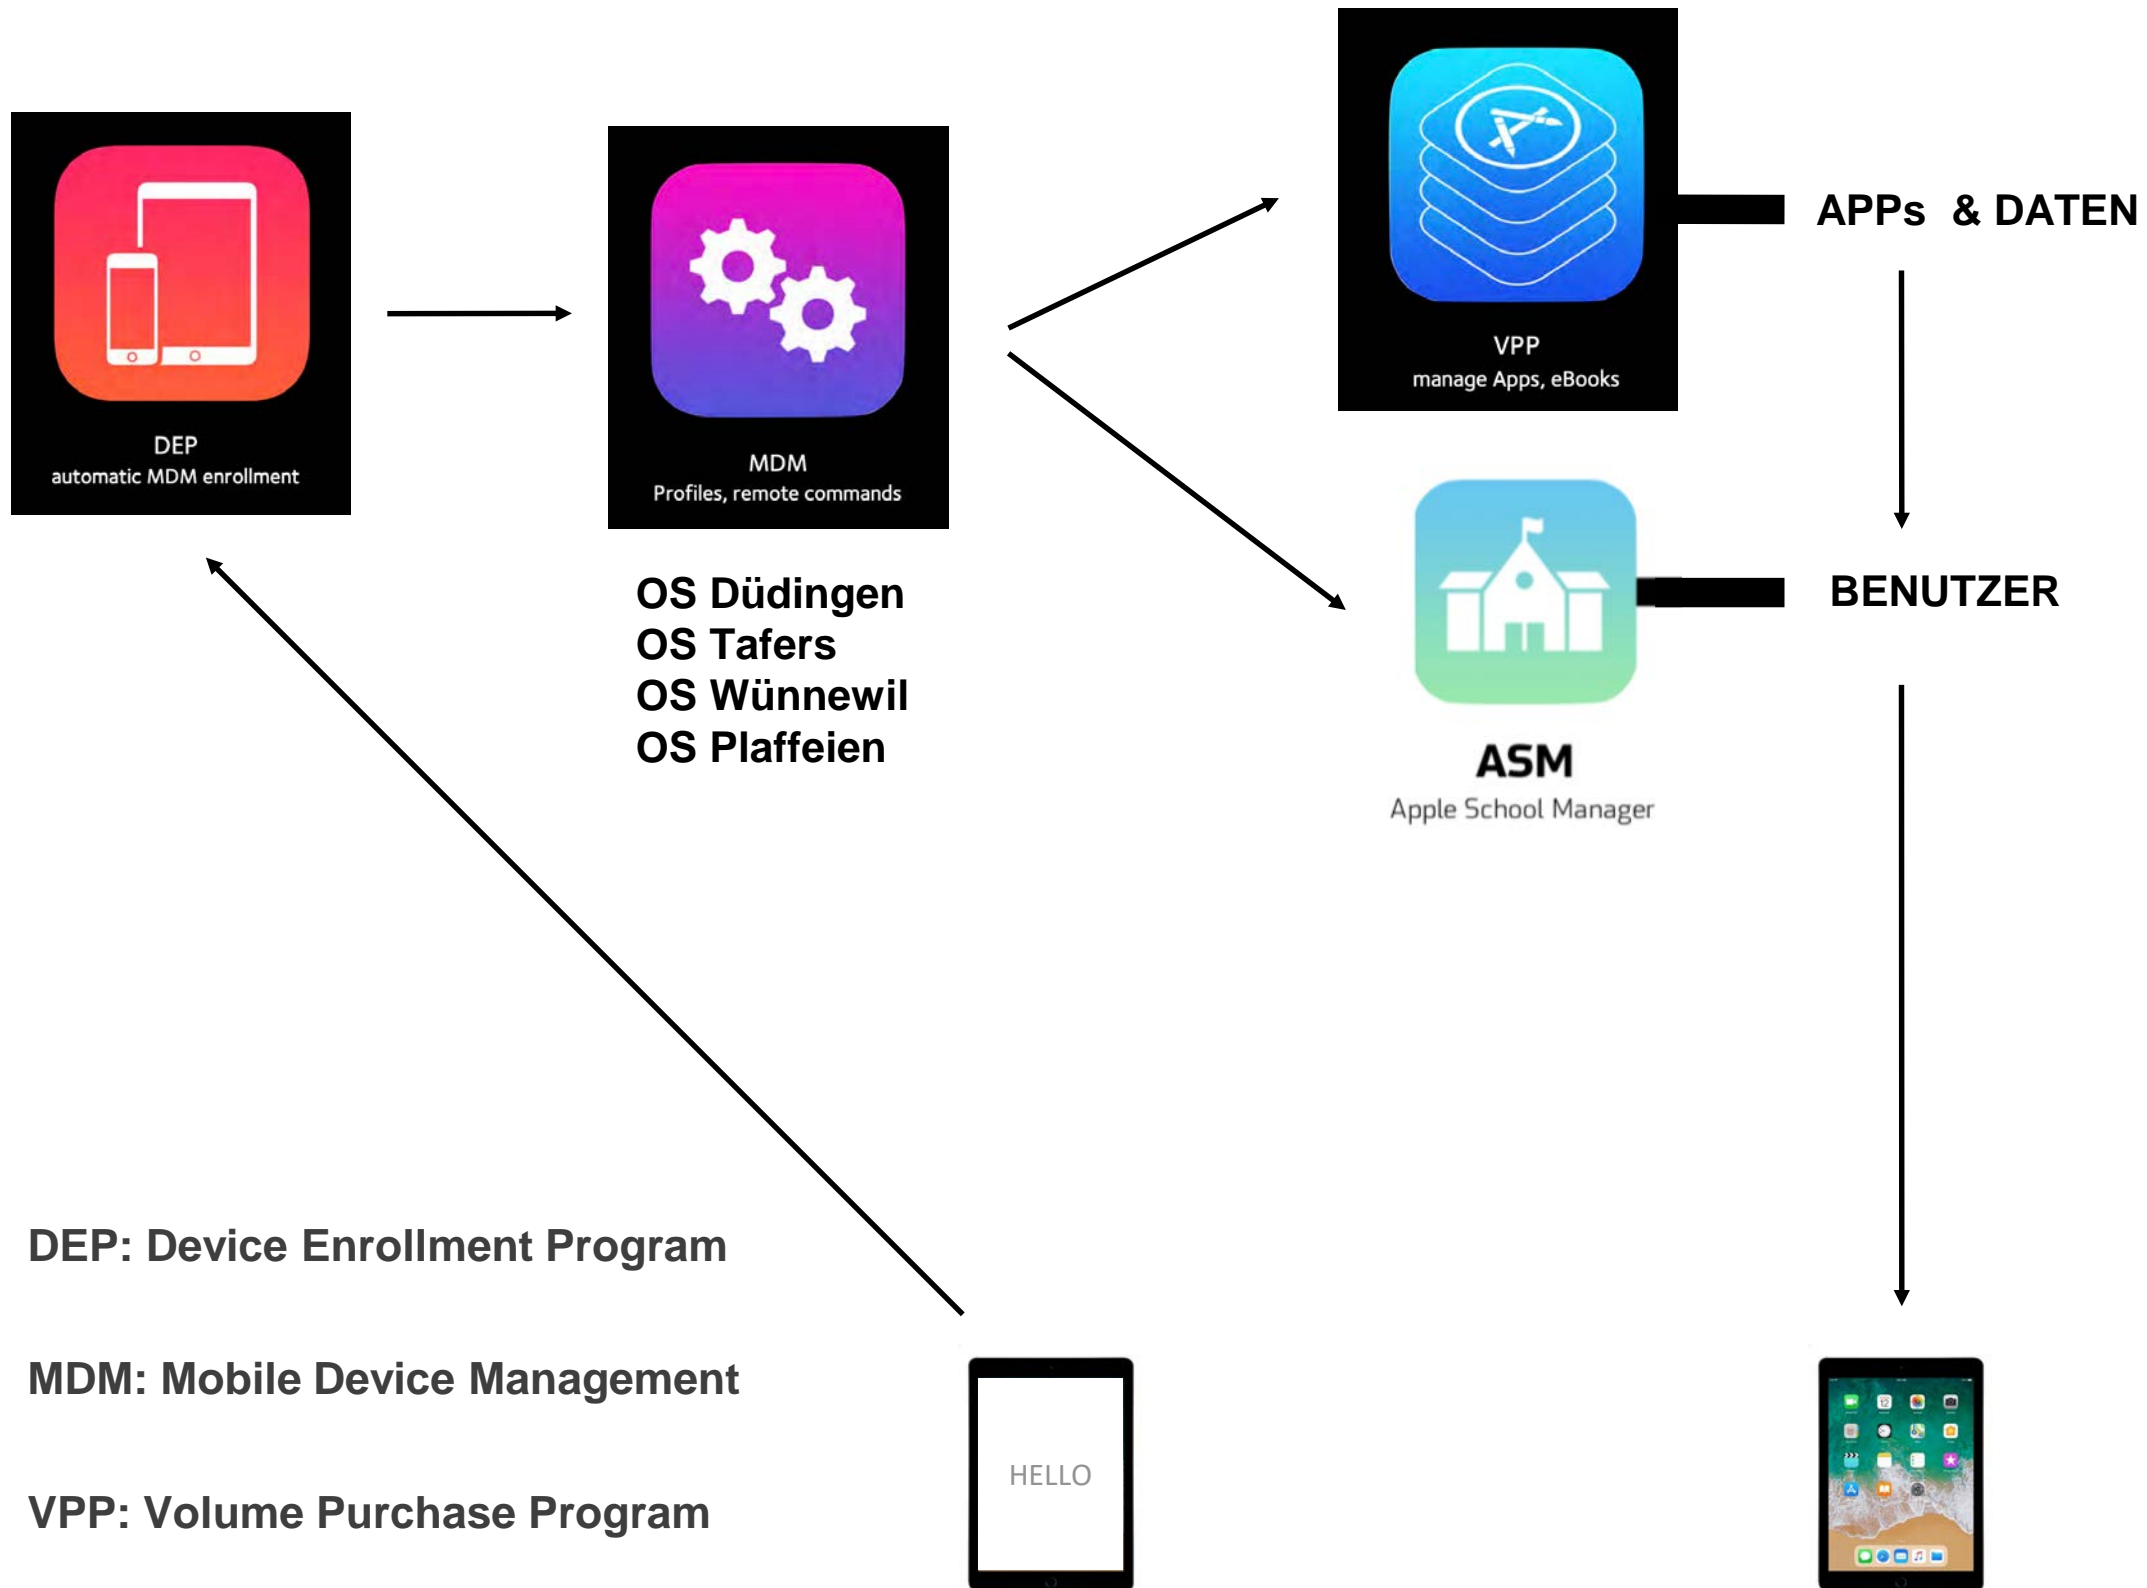 DEP
automatic MDM enrollment
MDM
Profiles, remote commands
OS Düdingen
OS Tafers
OS Wünnewil
OS Plaffeien
VPP
manage Apps, eBooks
APPs & DATEN
ASM
Apple School Manager
BENUTZER
DEP: Device Enrollment Program
MDM: Mobile Device Management
VPP: Volume Purchase Program
HELLO
12